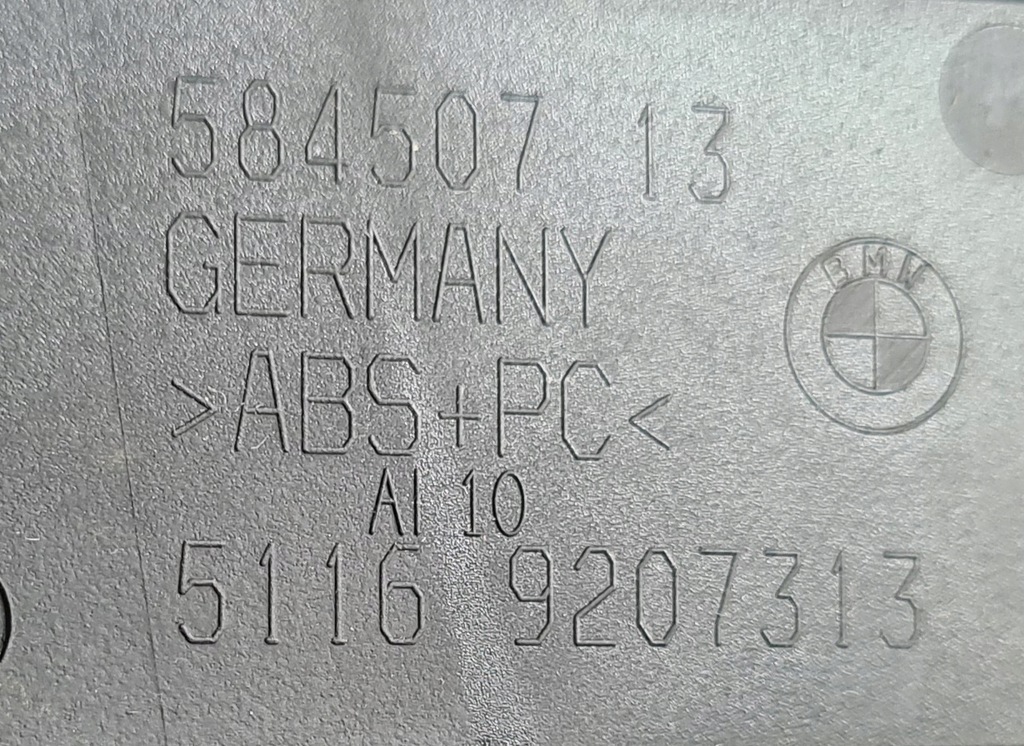 584507 13
GERMANY
BMW
>ABS+PC<
AI 10
5116 9207313